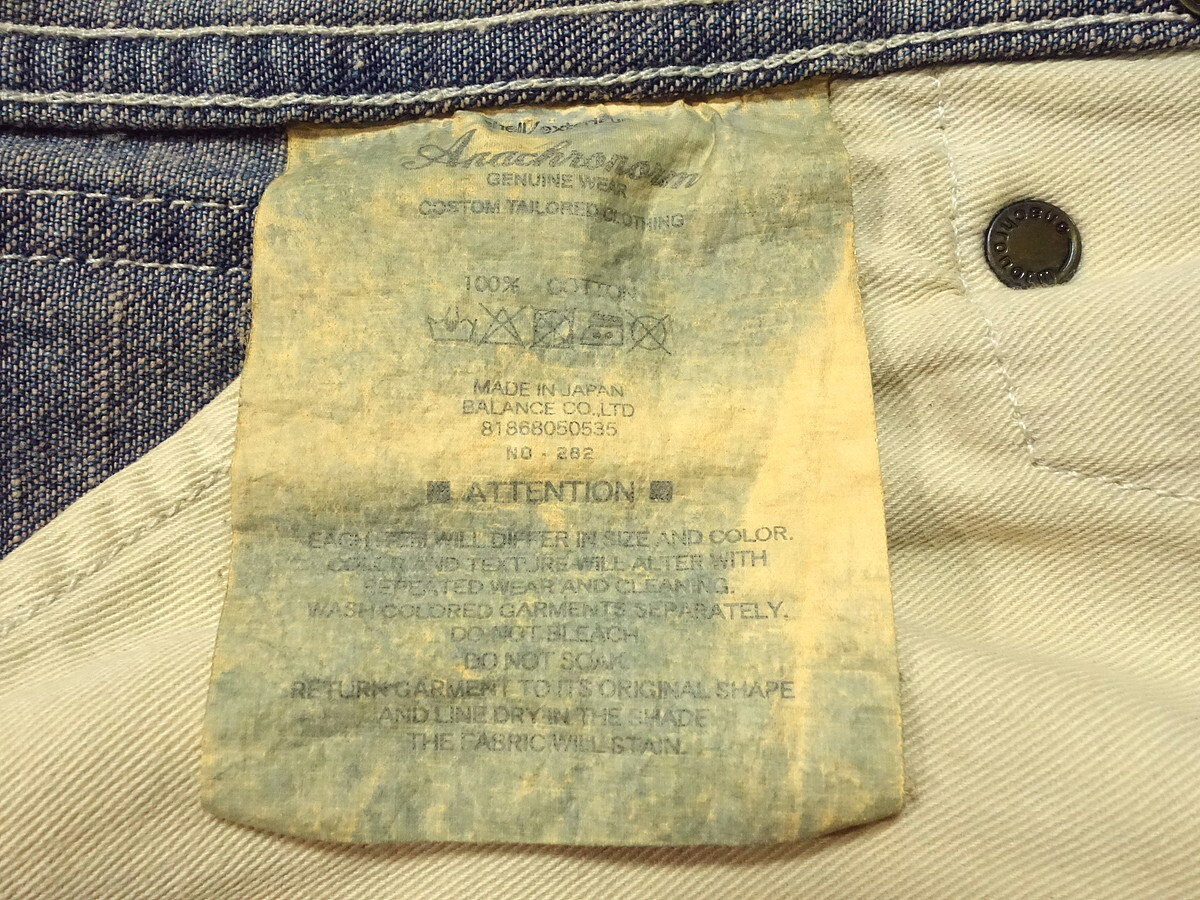 Shell/exterior
Anachronorm
GENUINE WEAR
CUSTOM TAILORED CLOTHING
100% COTTON
MADE IN JAPAN
BALANCE CO.,LTD
81868050535
NO - 282
ATTENTION
EACH ITEM WILL DIFFER IN SIZE AND COLOR.
COLOR AND TEXTURE WILL ALTER WITH
REPEATED WEAR AND CLEANING.
WASH COLORED GARMENTS SEPARATELY.
DO NOT BLEACH
DO NOT SOAK
RETURN GARMENT TO ITS ORIGINAL SHAPE
AND LINE DRY IN THE SHADE
THE FABRIC WILL STAIN.